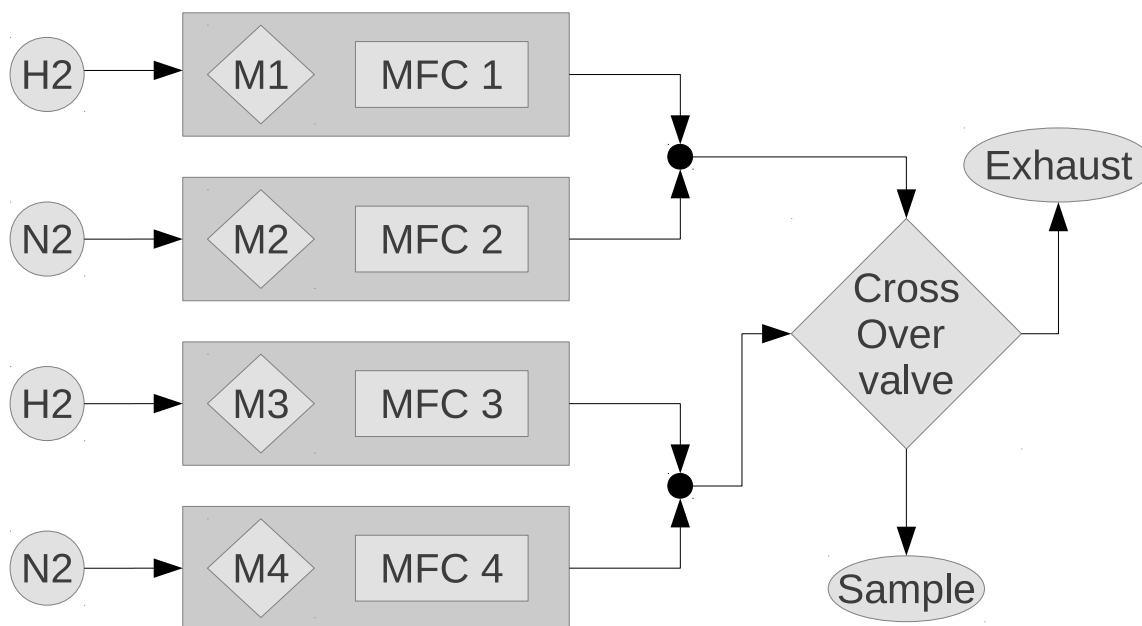 H2
M1
MFC 1
N2
M2
MFC 2
Exhaust
Cross
Over
valve
H2
M3
MFC 3
N2
M4
MFC 4
Sample